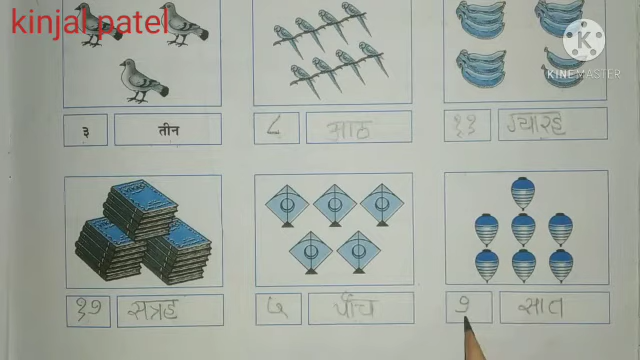 kinjal patel
KINEMASTER
३ तीन
८ आठ
११ ग्यारह
१७ सत्रह
५ पाँच
७ सात